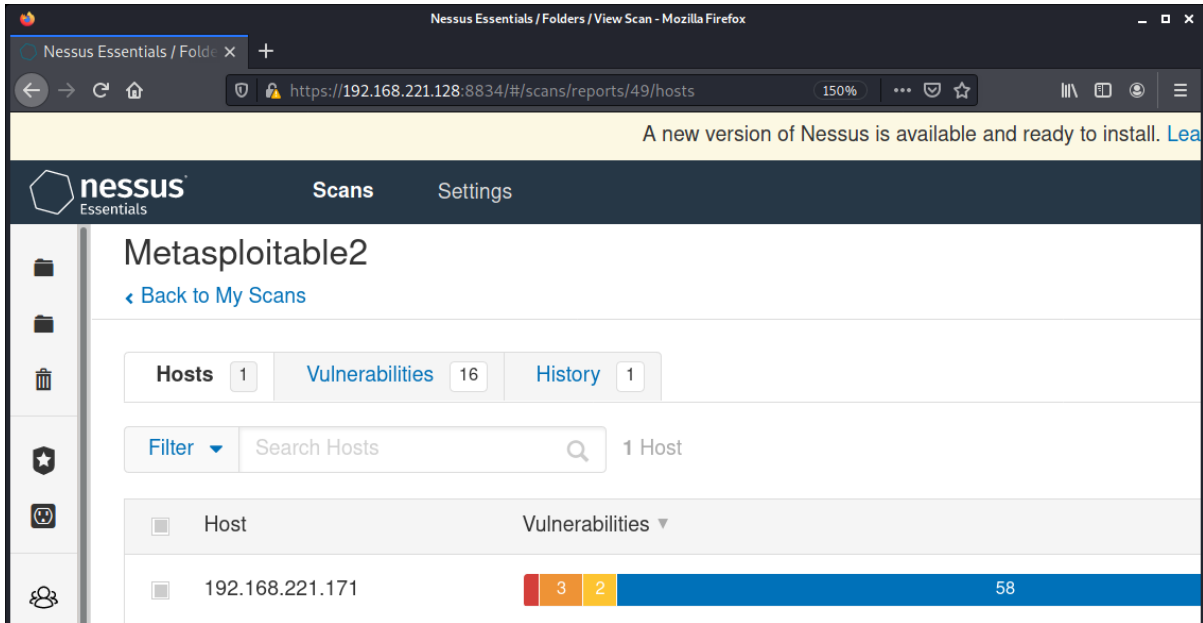 Nessus Essentials / Folders / View Scan - Mozilla Firefox
Nessus Essentials / Folde
https://192.168.221.128:8834/#/scans/reports/49/hosts 150%
A new version of Nessus is available and ready to install. Lea
nessus Scans Settings
Essentials
Metasploitable2
Back to My Scans
Hosts 1 Vulnerabilities 16 History 1
Filter Search Hosts 1 Host
Host Vulnerabilities
192.168.221.171 3 2 58